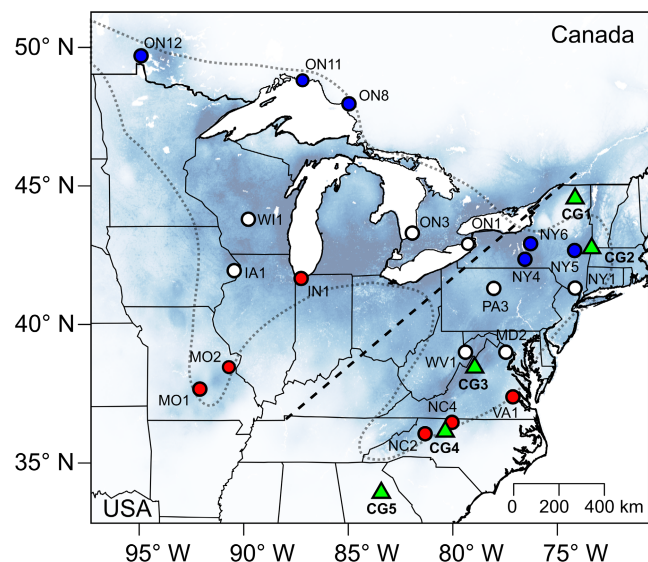 50° N
45° N
40° N
35° N
Canada
ON12
ON11
ON8
CG1
WI1
ON3
ON1
NY6
NY4
NY5
CG2
IA1
IN1
PA3
NY1
MO2
MO1
WV1
MD2
CG3
VA1
NC4
NC2
CG4
CG5
USA
0 200 400 km
95° W 90° W 85° W 80° W 75° W